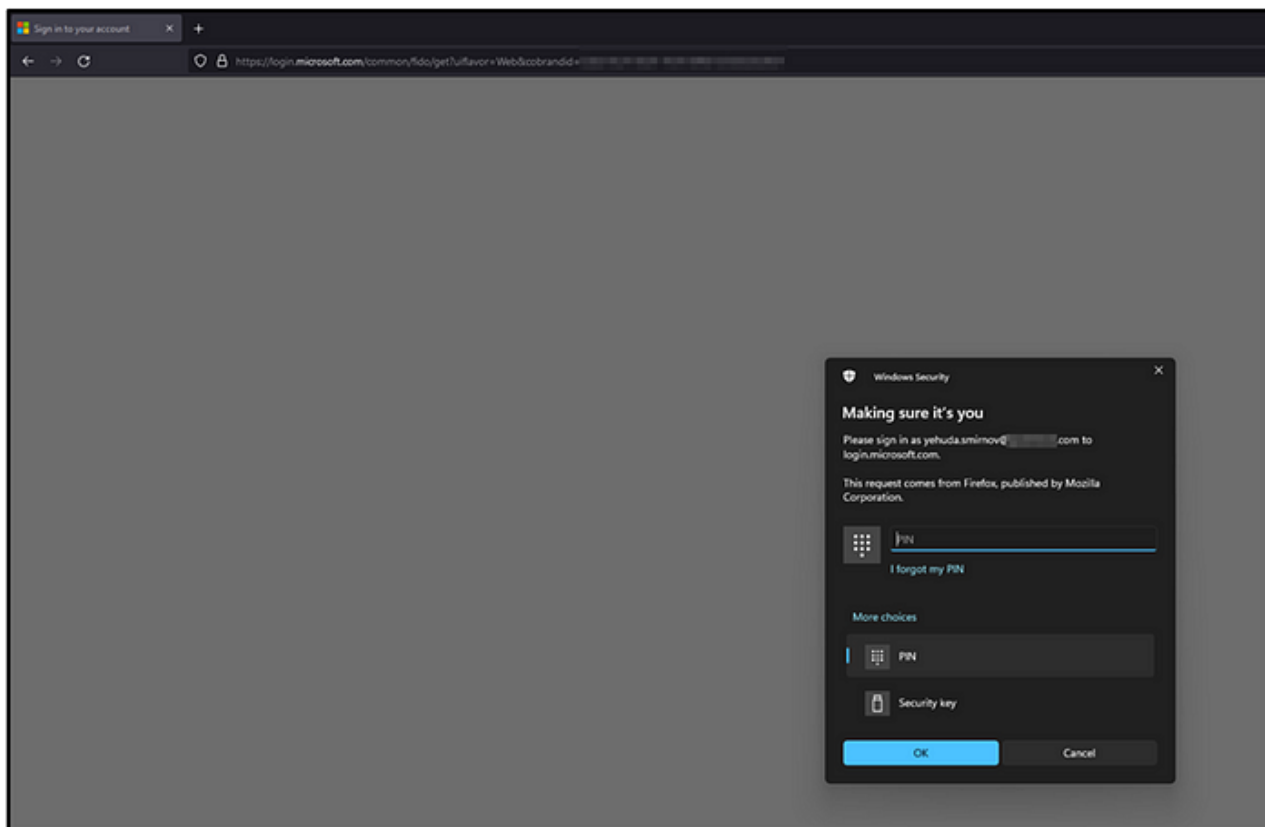 Sign in to your account
https://login.microsoft.com/common/fido/get?uiflavor=Web&cobrandid=
Windows Security
Making sure it's you
Please sign in as yehuda.smirnov@ .com to
login.microsoft.com.
This request comes from Firefox, published by Mozilla
Corporation.
PIN
I forgot my PIN
More choices
PIN
Security key
OK Cancel